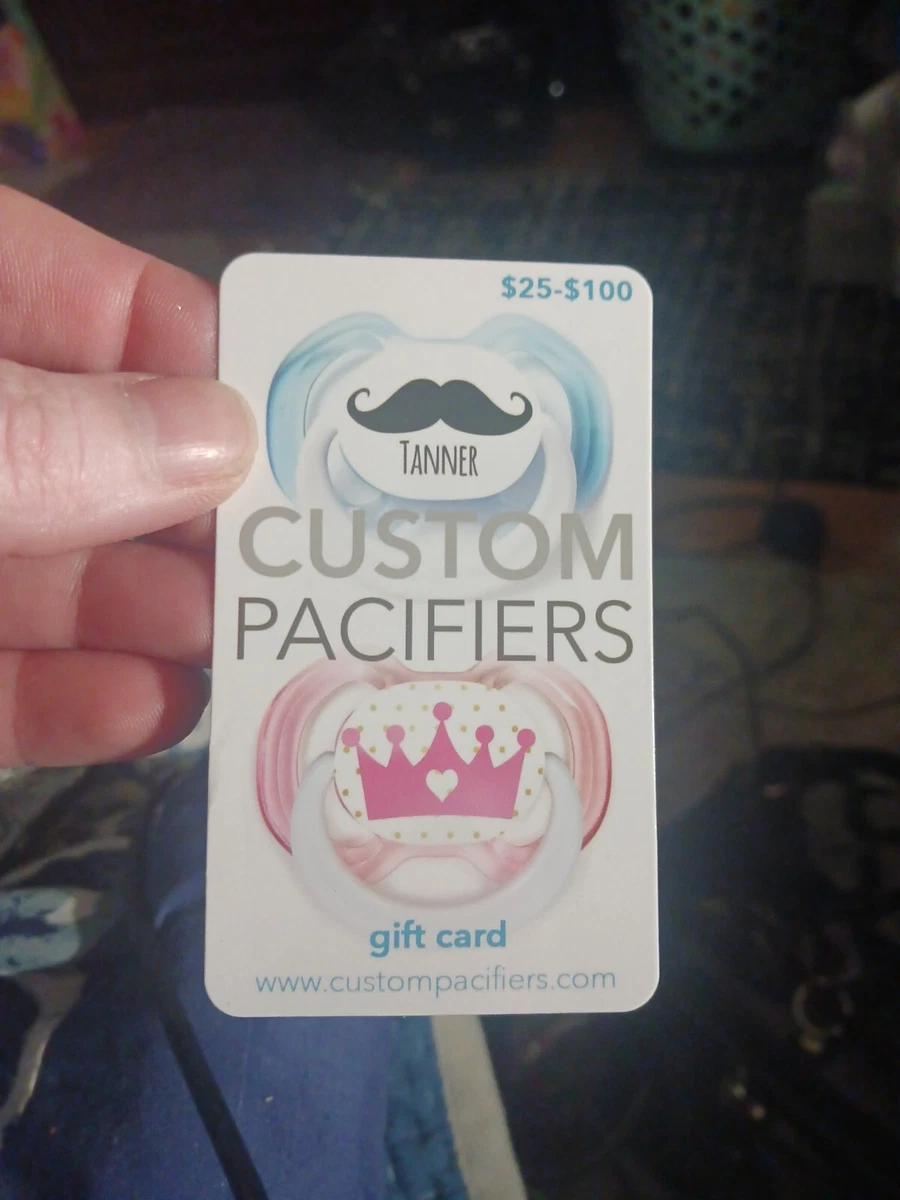 $25-$100
TANNER
CUSTOM
PACIFIERS
gift card
www.custompacifiers.com